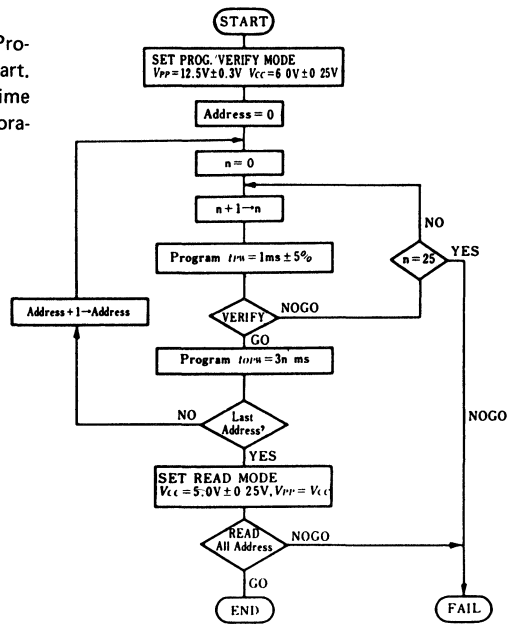 Pro-
art.
ime
ora-
START
SET PROG. VERIFY MODE
VPP=12.5V±0.3V VCC=6 0V±0 25V
Address=0
n=0
n+1→n
Program tPW=1ms±5%
VERIFY
NOGO
GO
n=25
NO
YES
Address+1→Address
Program tOPW=3n ms
Last
Address?
NO
YES
SET READ MODE
VCC=5.0V±0 25V, VPP=VCC
READ
All Address
NOGO
GO
NOGO
END
FAIL